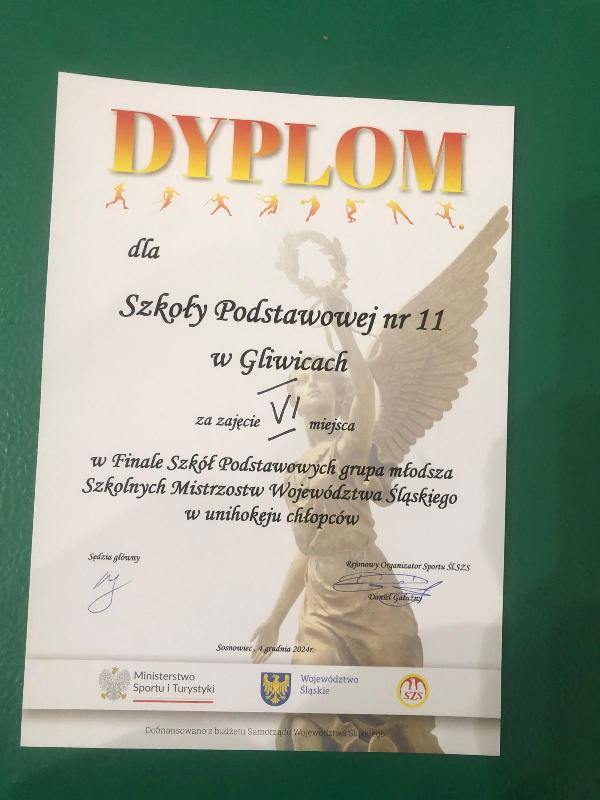 DYPLOM
dla
Szkoły Podstawowej nr 11
w Gliwicach
za zajęcie VI miejsca
w Finale Szkół Podstawowych grupa młodsza
Szkolnych Mistrzostw Województwa Śląskiego
w unihokeju chłopców
Sędzia główny
Rejonowy Organizator Sportu ŚLSZS
Daniel
Sosnowiec, 4 grudnia 2024r.
Ministerstwo
Sportu i Turystyki
Województwo
Śląskie
SZS
Dofinansowano z budżetu Samorządu Województwa Śląskiego